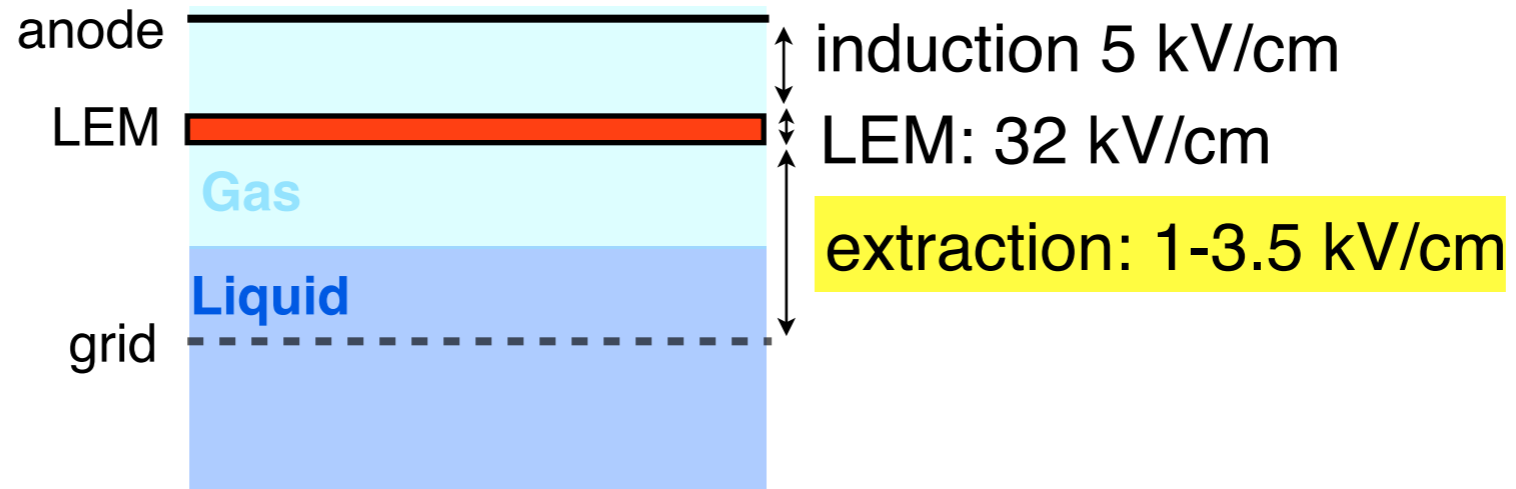 anode
induction 5 kV/cm
LEM
LEM: 32 kV/cm
Gas
extraction: 1-3.5 kV/cm
Liquid
grid